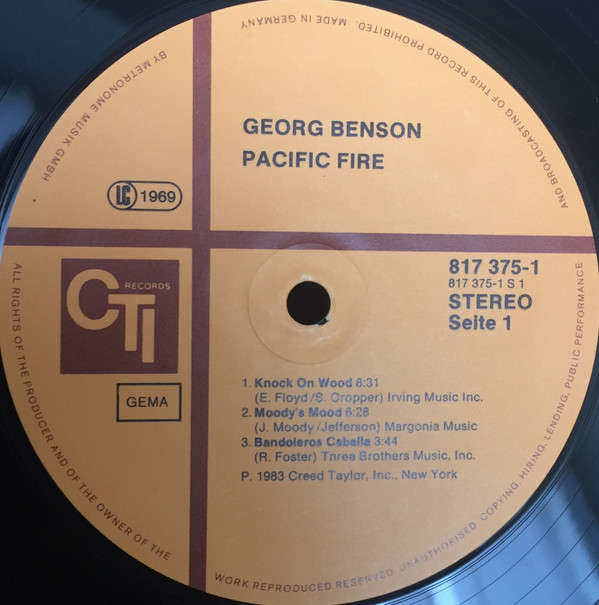 GEORG BENSON
PACIFIC FIRE
LC 1969
CTI RECORDS
GEMA
817 375-1
817 375-1 S 1
STEREO
Seite 1
1. Knock On Wood 8:31
(E. Floyd/S. Cropper) Irving Music Inc.
2. Moody's Mood 6:28
(J. Moody/Jefferson) Margonia Music
3. Bandoleros Caballa 3:44
(R. Foster) Three Brothers Music, Inc.
P. 1983 Creed Taylor, Inc., New York
ALL RIGHTS OF THE PRODUCER AND OF THE OWNER OF THE WORK REPRODUCED RESERVED. UNAUTHORISED COPYING, HIRING, LENDING, PUBLIC PERFORMANCE AND BROADCASTING OF THIS RECORD PROHIBITED. MADE IN GERMANY BY METRONOME MUSIK GMBH